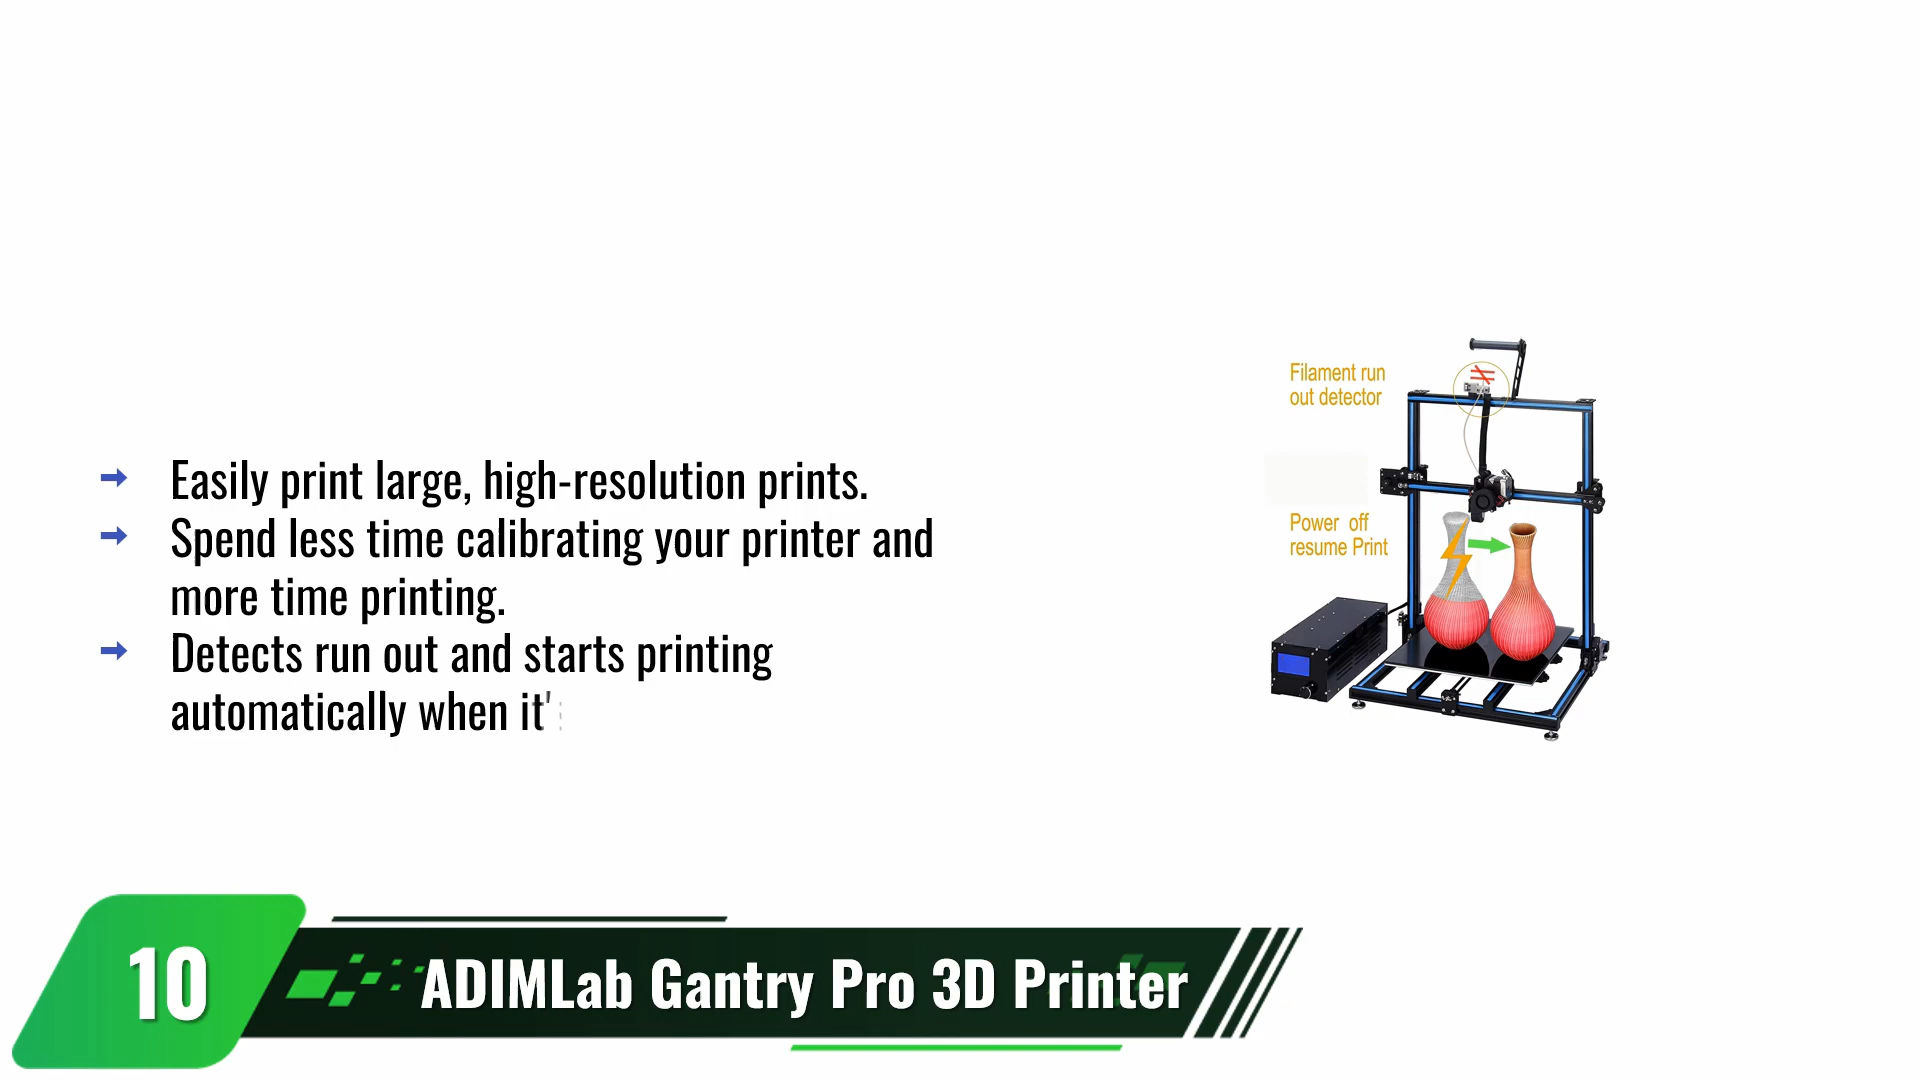 Filament run
out detector
Easily print large, high-resolution prints.
Spend less time calibrating your printer and
more time printing.
Detects run out and starts printing
automatically when it'
Power off
resume Print
10
ADIMLab Gantry Pro 3D Printer